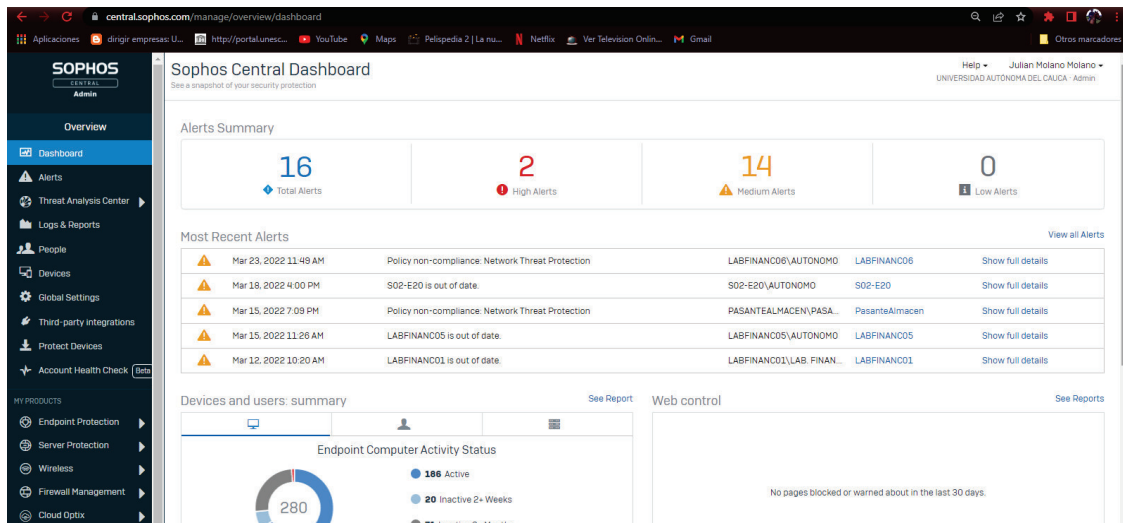 central.sophos.com/manage/overview/dashboard
Aplicaciones dirigir empresas: U... http://portal.unesc... YouTube Maps Pelispedia 2 | La nu... Netflix Ver Television Onlin... Gmail Otros marcadores
SOPHOS
CENTRAL
Admin
Sophos Central Dashboard
See a snapshot of your security protection
Help Julian Molano Molano
UNIVERSIDAD AUTÓNOMA DEL CAUCA · Admin
Overview
Dashboard
Alerts
Threat Analysis Center
Logs & Reports
People
Devices
Global Settings
Third-party integrations
Protect Devices
Account Health Check Beta
MY PRODUCTS
Endpoint Protection
Server Protection
Wireless
Firewall Management
Cloud Optix
Alerts Summary
16
Total Alerts
2
High Alerts
14
Medium Alerts
0
Low Alerts
Most Recent Alerts View all Alerts
Mar 23, 2022 11:49 AM Policy non-compliance: Network Threat Protection LABFINANC06\AUTONOMO LABFINANC06 Show full details
Mar 18, 2022 4:00 PM S02-E20 is out of date. S02-E20\AUTONOMO S02-E20 Show full details
Mar 15, 2022 7:09 PM Policy non-compliance: Network Threat Protection PASANTEALMACEN\PASA... PasanteAlmacen Show full details
Mar 15, 2022 11:26 AM LABFINANC05 is out of date. LABFINANC05\AUTONOMO LABFINANC05 Show full details
Mar 12, 2022 10:20 AM LABFINANC01 is out of date. LABFINANC01\LAB. FINAN... LABFINANC01 Show full details
Devices and users: summary See Report
Endpoint Computer Activity Status
280
186 Active
20 Inactive 2+ Weeks
Web control See Reports
No pages blocked or warned about in the last 30 days.